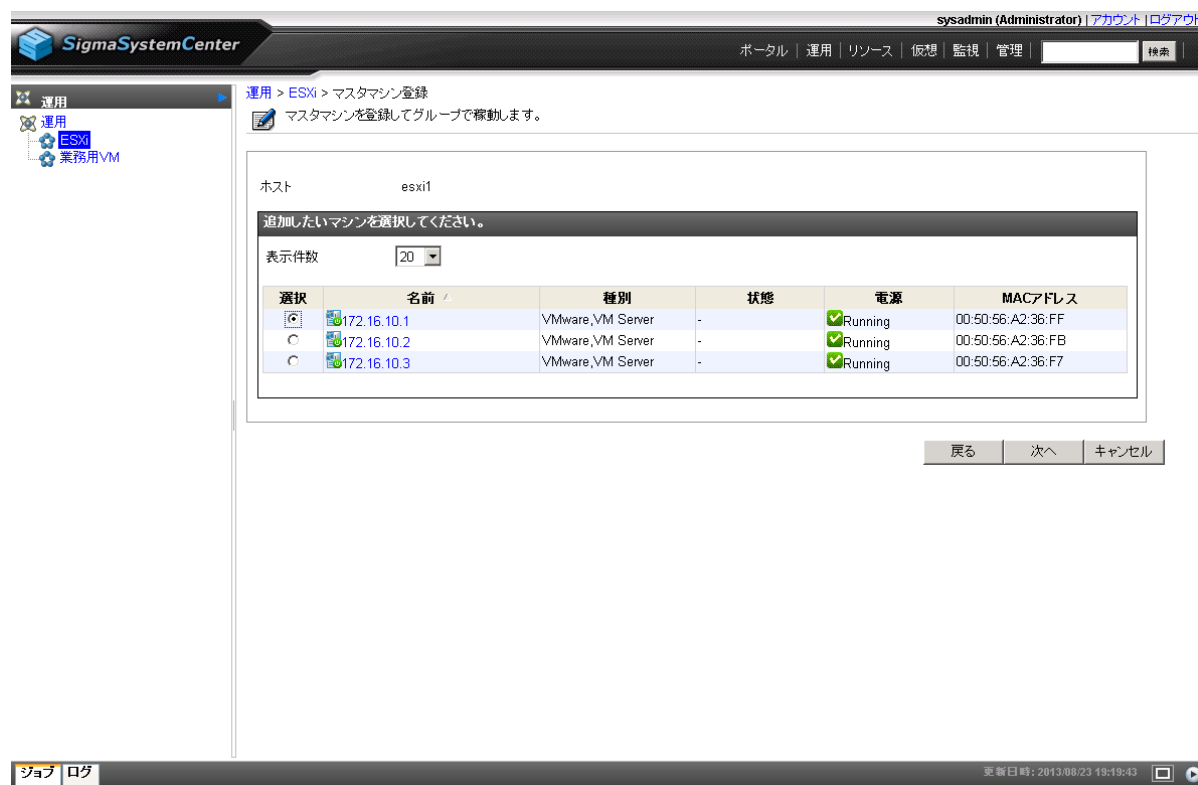 sysadmin (Administrator) | アカウント | ログアウト
SigmaSystemCenter
ポータル | 運用 | リソース | 仮想 | 監視 | 管理 | 検索
運用
運用
ESXi
業務用VM
運用 > ESXi > マスタマシン登録
マスタマシンを登録してグループで稼動します。
ホスト esxi1
追加したいマシンを選択してください。
表示件数 20
選択 名前 種別 状態 電源 MACアドレス
172.16.10.1 VMware,VM Server - Running 00:50:56:A2:36:FF
172.16.10.2 VMware,VM Server - Running 00:50:56:A2:36:FB
172.16.10.3 VMware,VM Server - Running 00:50:56:A2:36:F7
戻る 次へ キャンセル
ジョブ ログ 更新日時: 2013/08/23 19:19:43